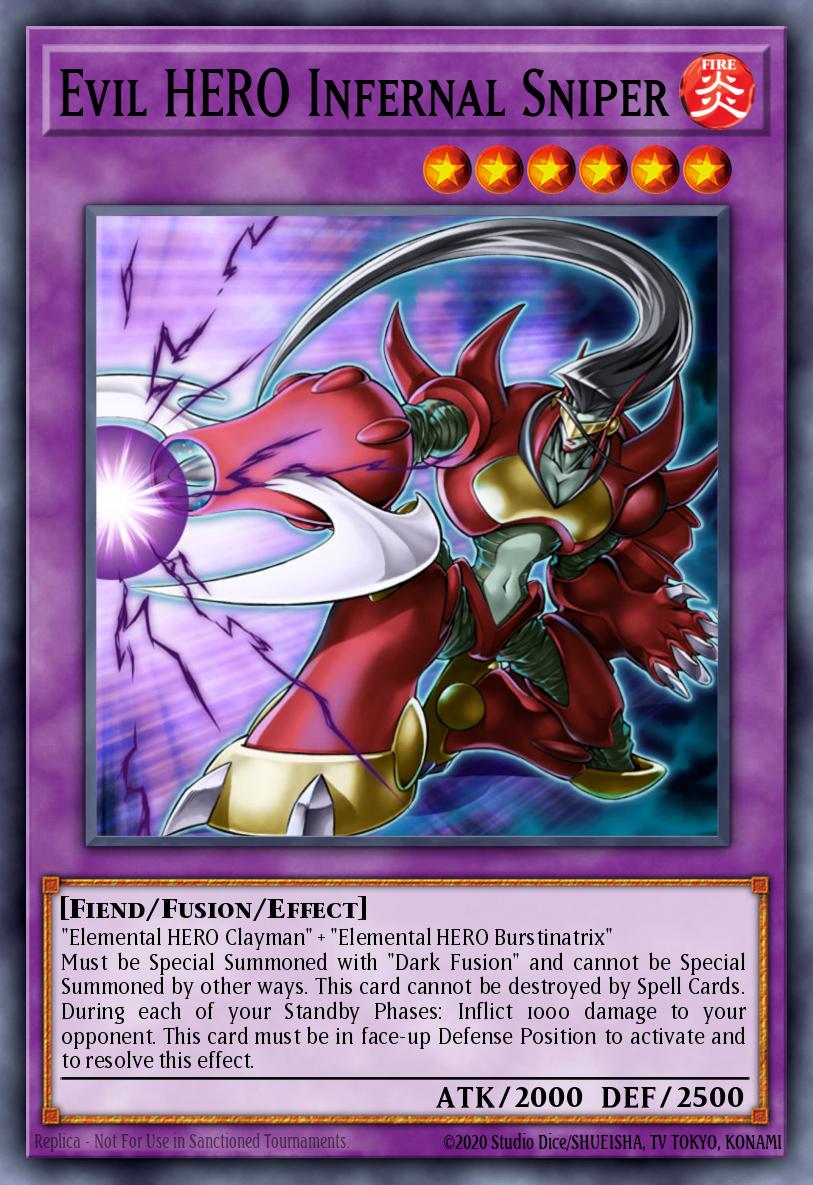 Evil HERO Infernal Sniper
FIRE
炎
[Fiend/Fusion/Effect]
"Elemental HERO Clayman" + "Elemental HERO Burstinatrix"
Must be Special Summoned with "Dark Fusion" and cannot be Special
Summoned by other ways. This card cannot be destroyed by Spell Cards.
During each of your Standby Phases: Inflict 1000 damage to your
opponent. This card must be in face-up Defense Position to activate and
to resolve this effect.
ATK/2000 DEF/2500
Replica - Not For Use in Sanctioned Tournaments.
©2020 Studio Dice/SHUEISHA, TV TOKYO, KONAMI